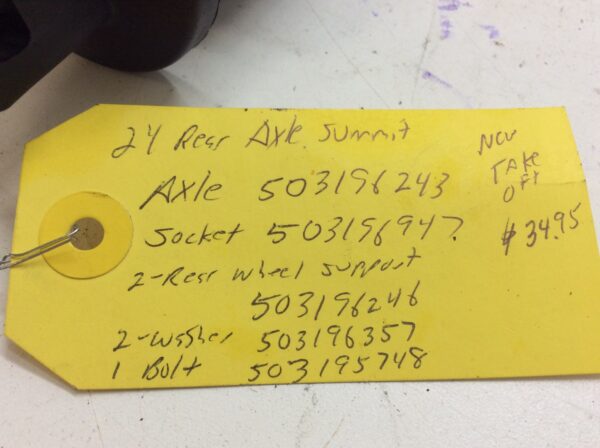 24 Rear Axle Summit
New
TAKE
OFF
$34.95
Axle 503196243
Socket 503196947
2-Rear wheel support
503196246
2-washer 503196357
1 Bolt 503195748